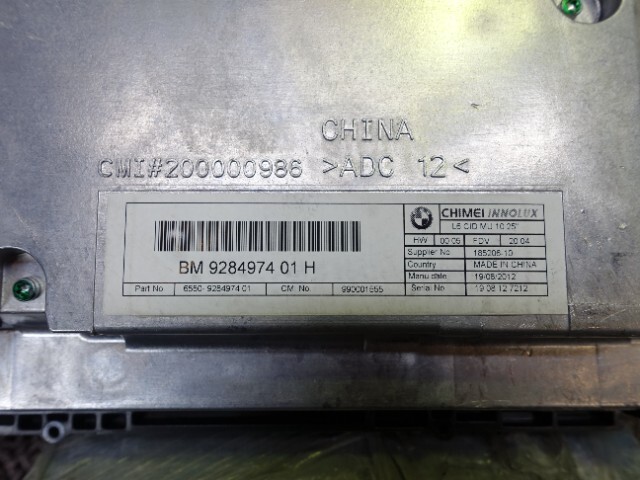 CHINA
CMI#200000986 >ADC 12<
BM 9284974 01 H
Part No 6550- 9284974 01 CM. No. 990001555
BMW
CHIMEI INNOLUX
L6 CID MU 10.25"
HW 00 05 FDV 20 04
Supplier No 185206-10
Country MADE IN CHINA
Manu date 19/08/2012
Serial No 19 08 12 7212